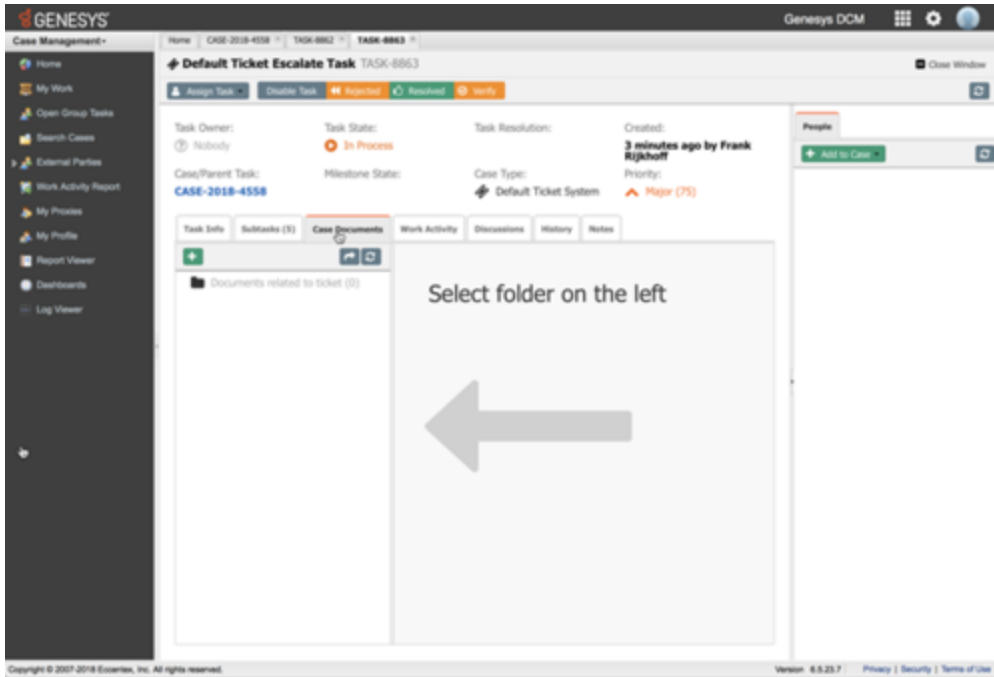 GENESYS
Genesys DCM
Case Management
Home CASE-2018-4558 TASK-8862 TASK-8863
Home
My Work
Open Group Tasks
Search Cases
External Parties
Work Activity Report
My Proxies
My Profile
Report Viewer
Dashboards
Log Viewer
Default Ticket Escalate Task TASK-8863
Close Window
Assign Task Disable Task Rejected Resolved Verify
Task Owner: Task State: Task Resolution: Created:
Nobody In Process 3 minutes ago by Frank
Rijkhoff
Case/Parent Task: Milestone State: Case Type: Priority:
CASE-2018-4558 Default Ticket System Major (75)
People
Add to Case
Task Info Subtasks (5) Case Documents Work Activity Discussions History Notes
Documents related to ticket (0)
Select folder on the left
Copyright © 2007-2018 Eccentex, Inc. All rights reserved.
Version 6.5.23.7 Privacy | Security | Terms of Use